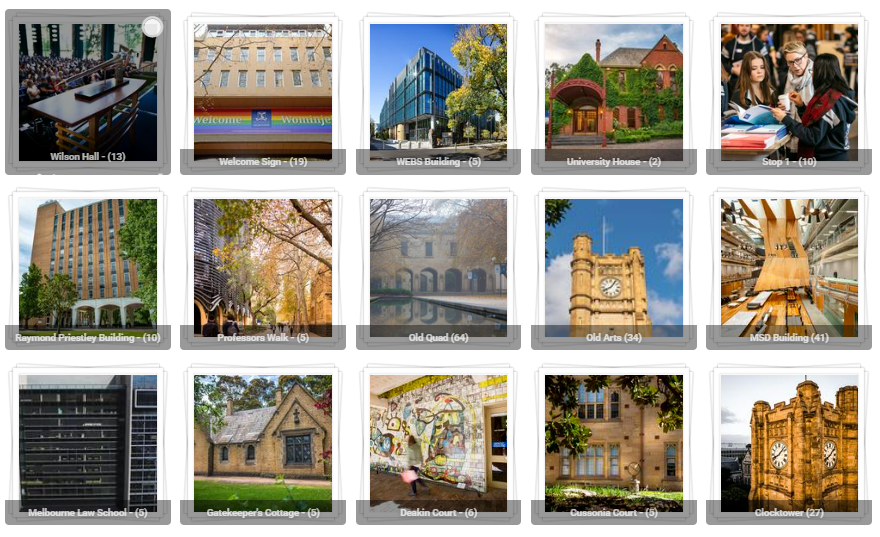 Wilson Hall - (13)
Welcome Wominje
Welcome Sign - (19)
WEBS Building - (5)
University House - (2)
Stop 1 - (10)
Raymond Priestley Building - (10)
Professors Walk - (5)
Old Quad (64)
Old Arts (34)
MSD Building (41)
Melbourne Law School - (5)
Gatekeeper's Cottage - (5)
Deakin Court - (6)
Cussonia Court - (5)
Clocktower (27)